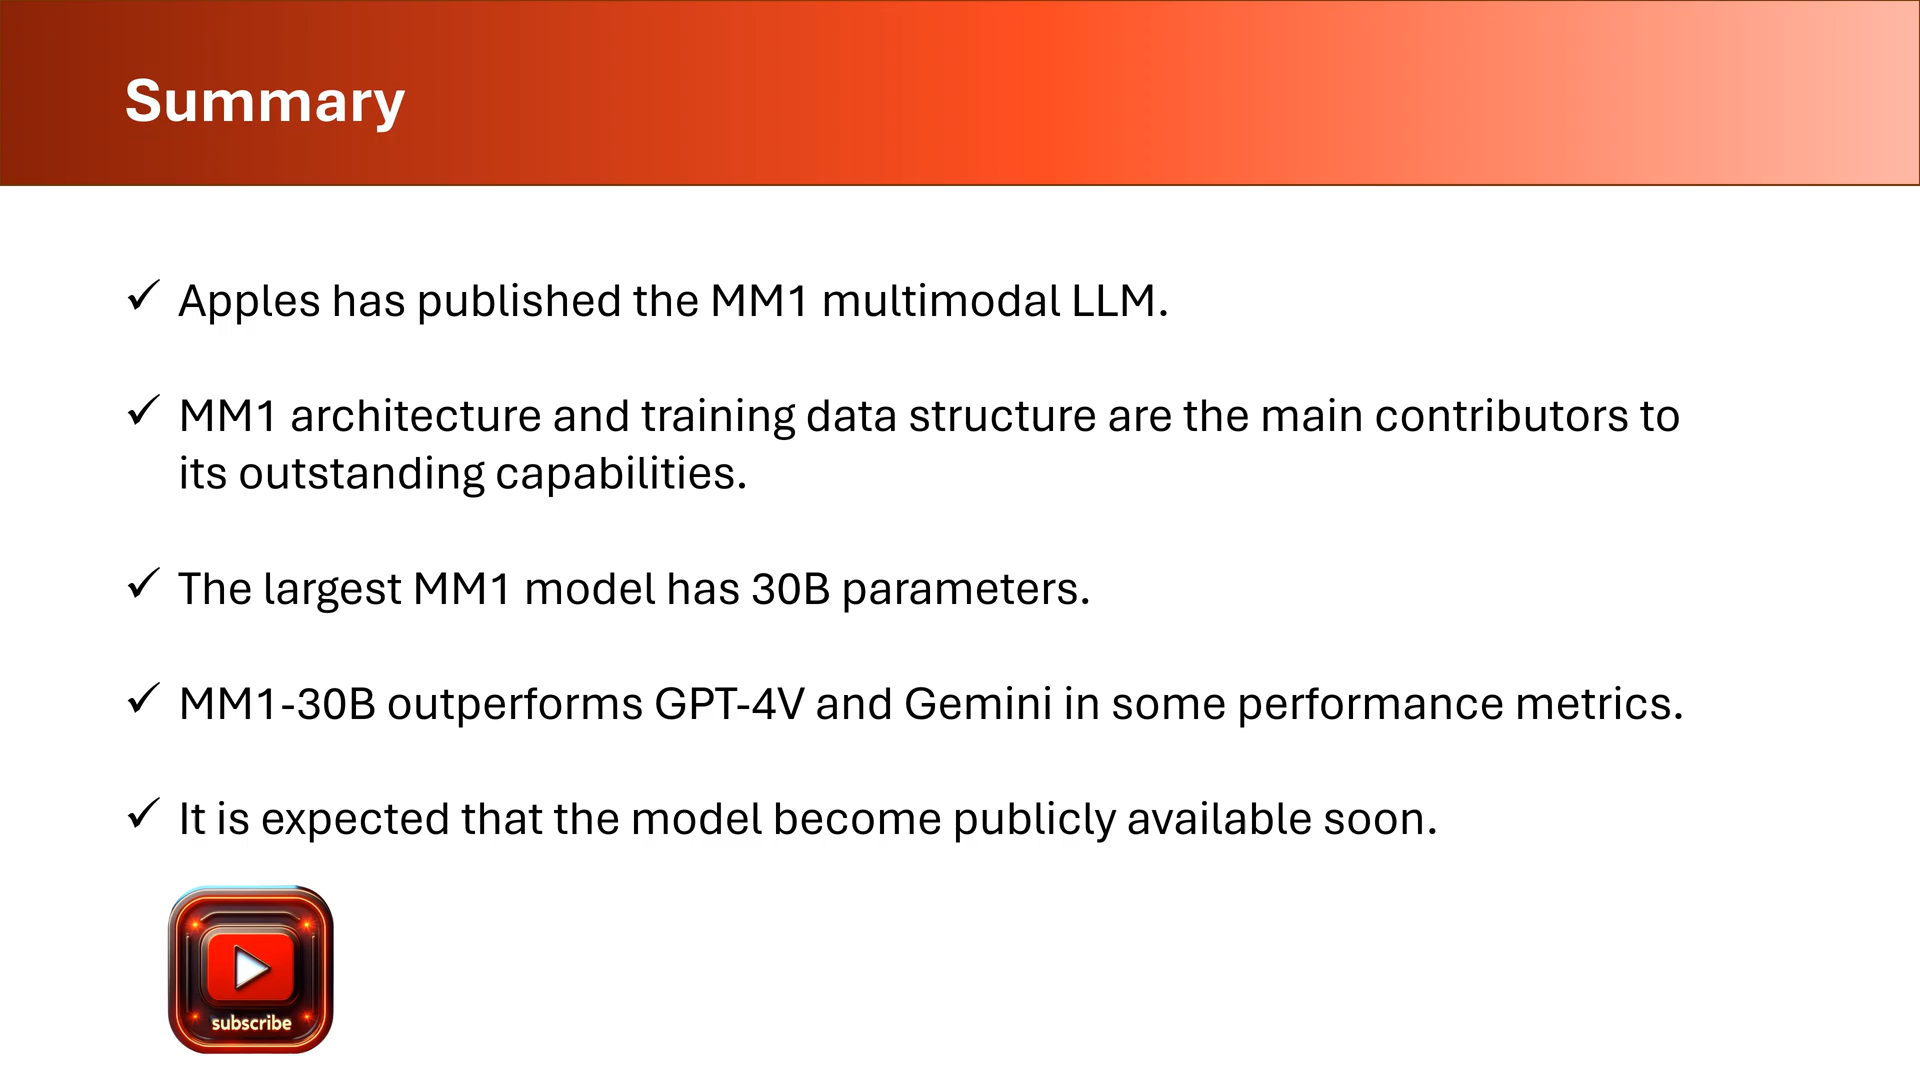 Summary
✓ Apples has published the MM1 multimodal LLM.
✓ MM1 architecture and training data structure are the main contributors to
its outstanding capabilities.
✓ The largest MM1 model has 30B parameters.
✓ MM1-30B outperforms GPT-4V and Gemini in some performance metrics.
✓ It is expected that the model become publicly available soon.
subscribe